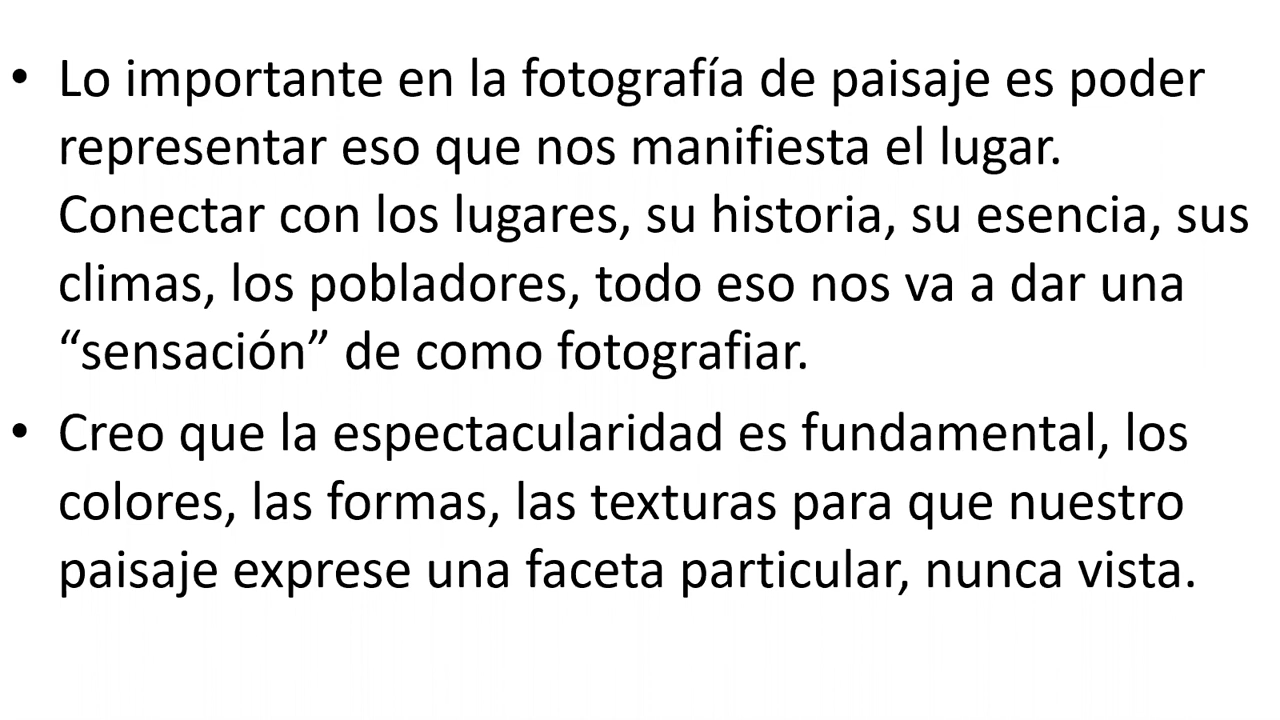 • Lo importante en la fotografía de paisaje es poder
representar eso que nos manifiesta el lugar.
Conectar con los lugares, su historia, su esencia, sus
climas, los pobladores, todo eso nos va a dar una
“sensación” de como fotografiar.
• Creo que la espectacularidad es fundamental, los
colores, las formas, las texturas para que nuestro
paisaje exprese una faceta particular, nunca vista.